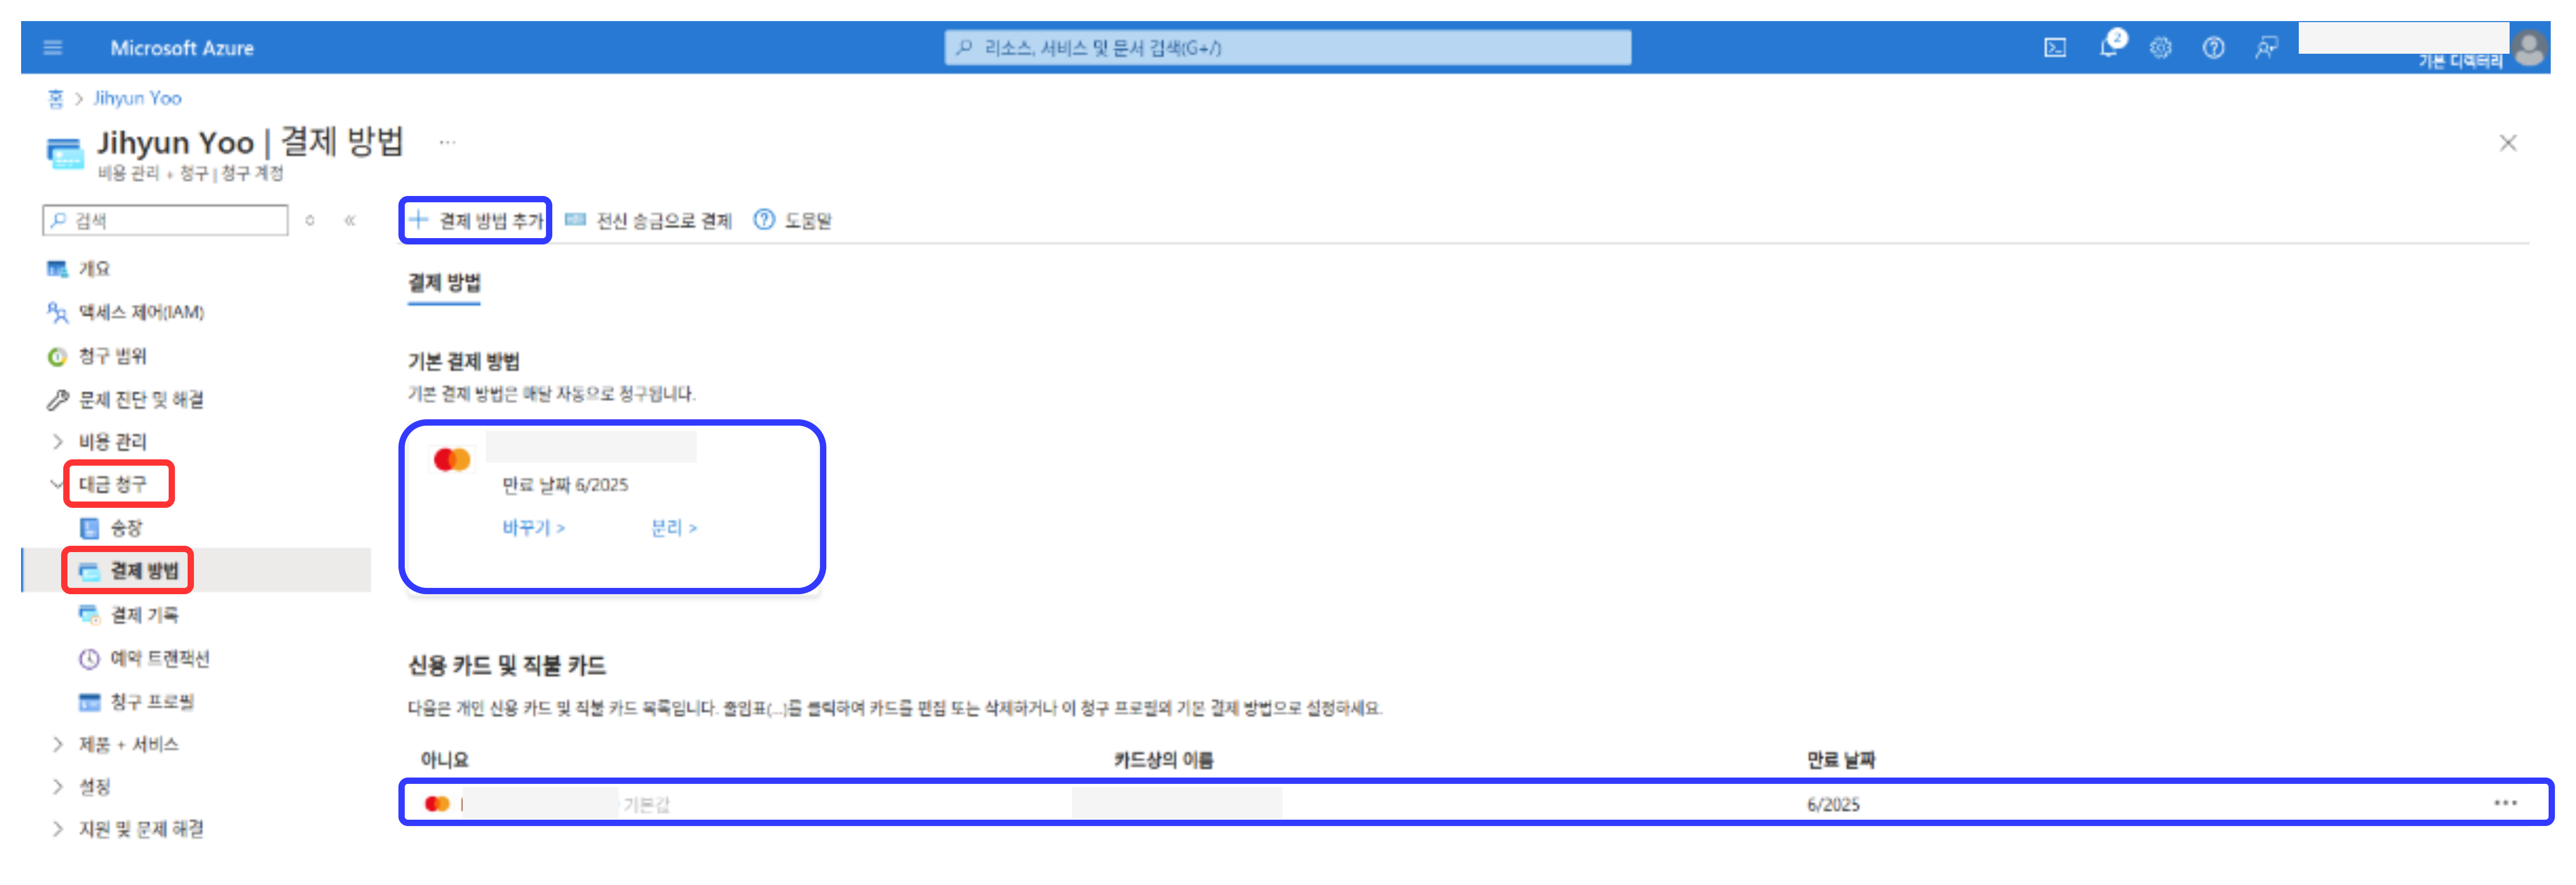 Microsoft Azure
리소스, 서비스 및 문서 검색(G+/)
2
기본 디렉터리
홈 > Jihyun Yoo
Jihyun Yoo | 결제 방법 ...
비용 관리 + 청구 | 청구 계정
검색
+ 결제 방법 추가
전신 송금으로 결제
도움말
개요
액세스 제어(IAM)
청구 범위
문제 진단 및 해결
비용 관리
대금 청구
송장
결제 방법
결제 기록
예약 트랜잭션
청구 프로필
제품 + 서비스
설정
지원 및 문제 해결
결제 방법
기본 결제 방법
기본 결제 방법은 매달 자동으로 청구됩니다.
만료 날짜 6/2025
바꾸기 > 분리 >
신용 카드 및 직불 카드
다음은 개인 신용 카드 및 직불 카드 목록입니다. 줄임표(...)를 클릭하여 카드를 편집 또는 삭제하거나 이 청구 프로필의 기본 결제 방법으로 설정하세요.
아니요 카드상의 이름 만료 날짜
기본값 6/2025 ...